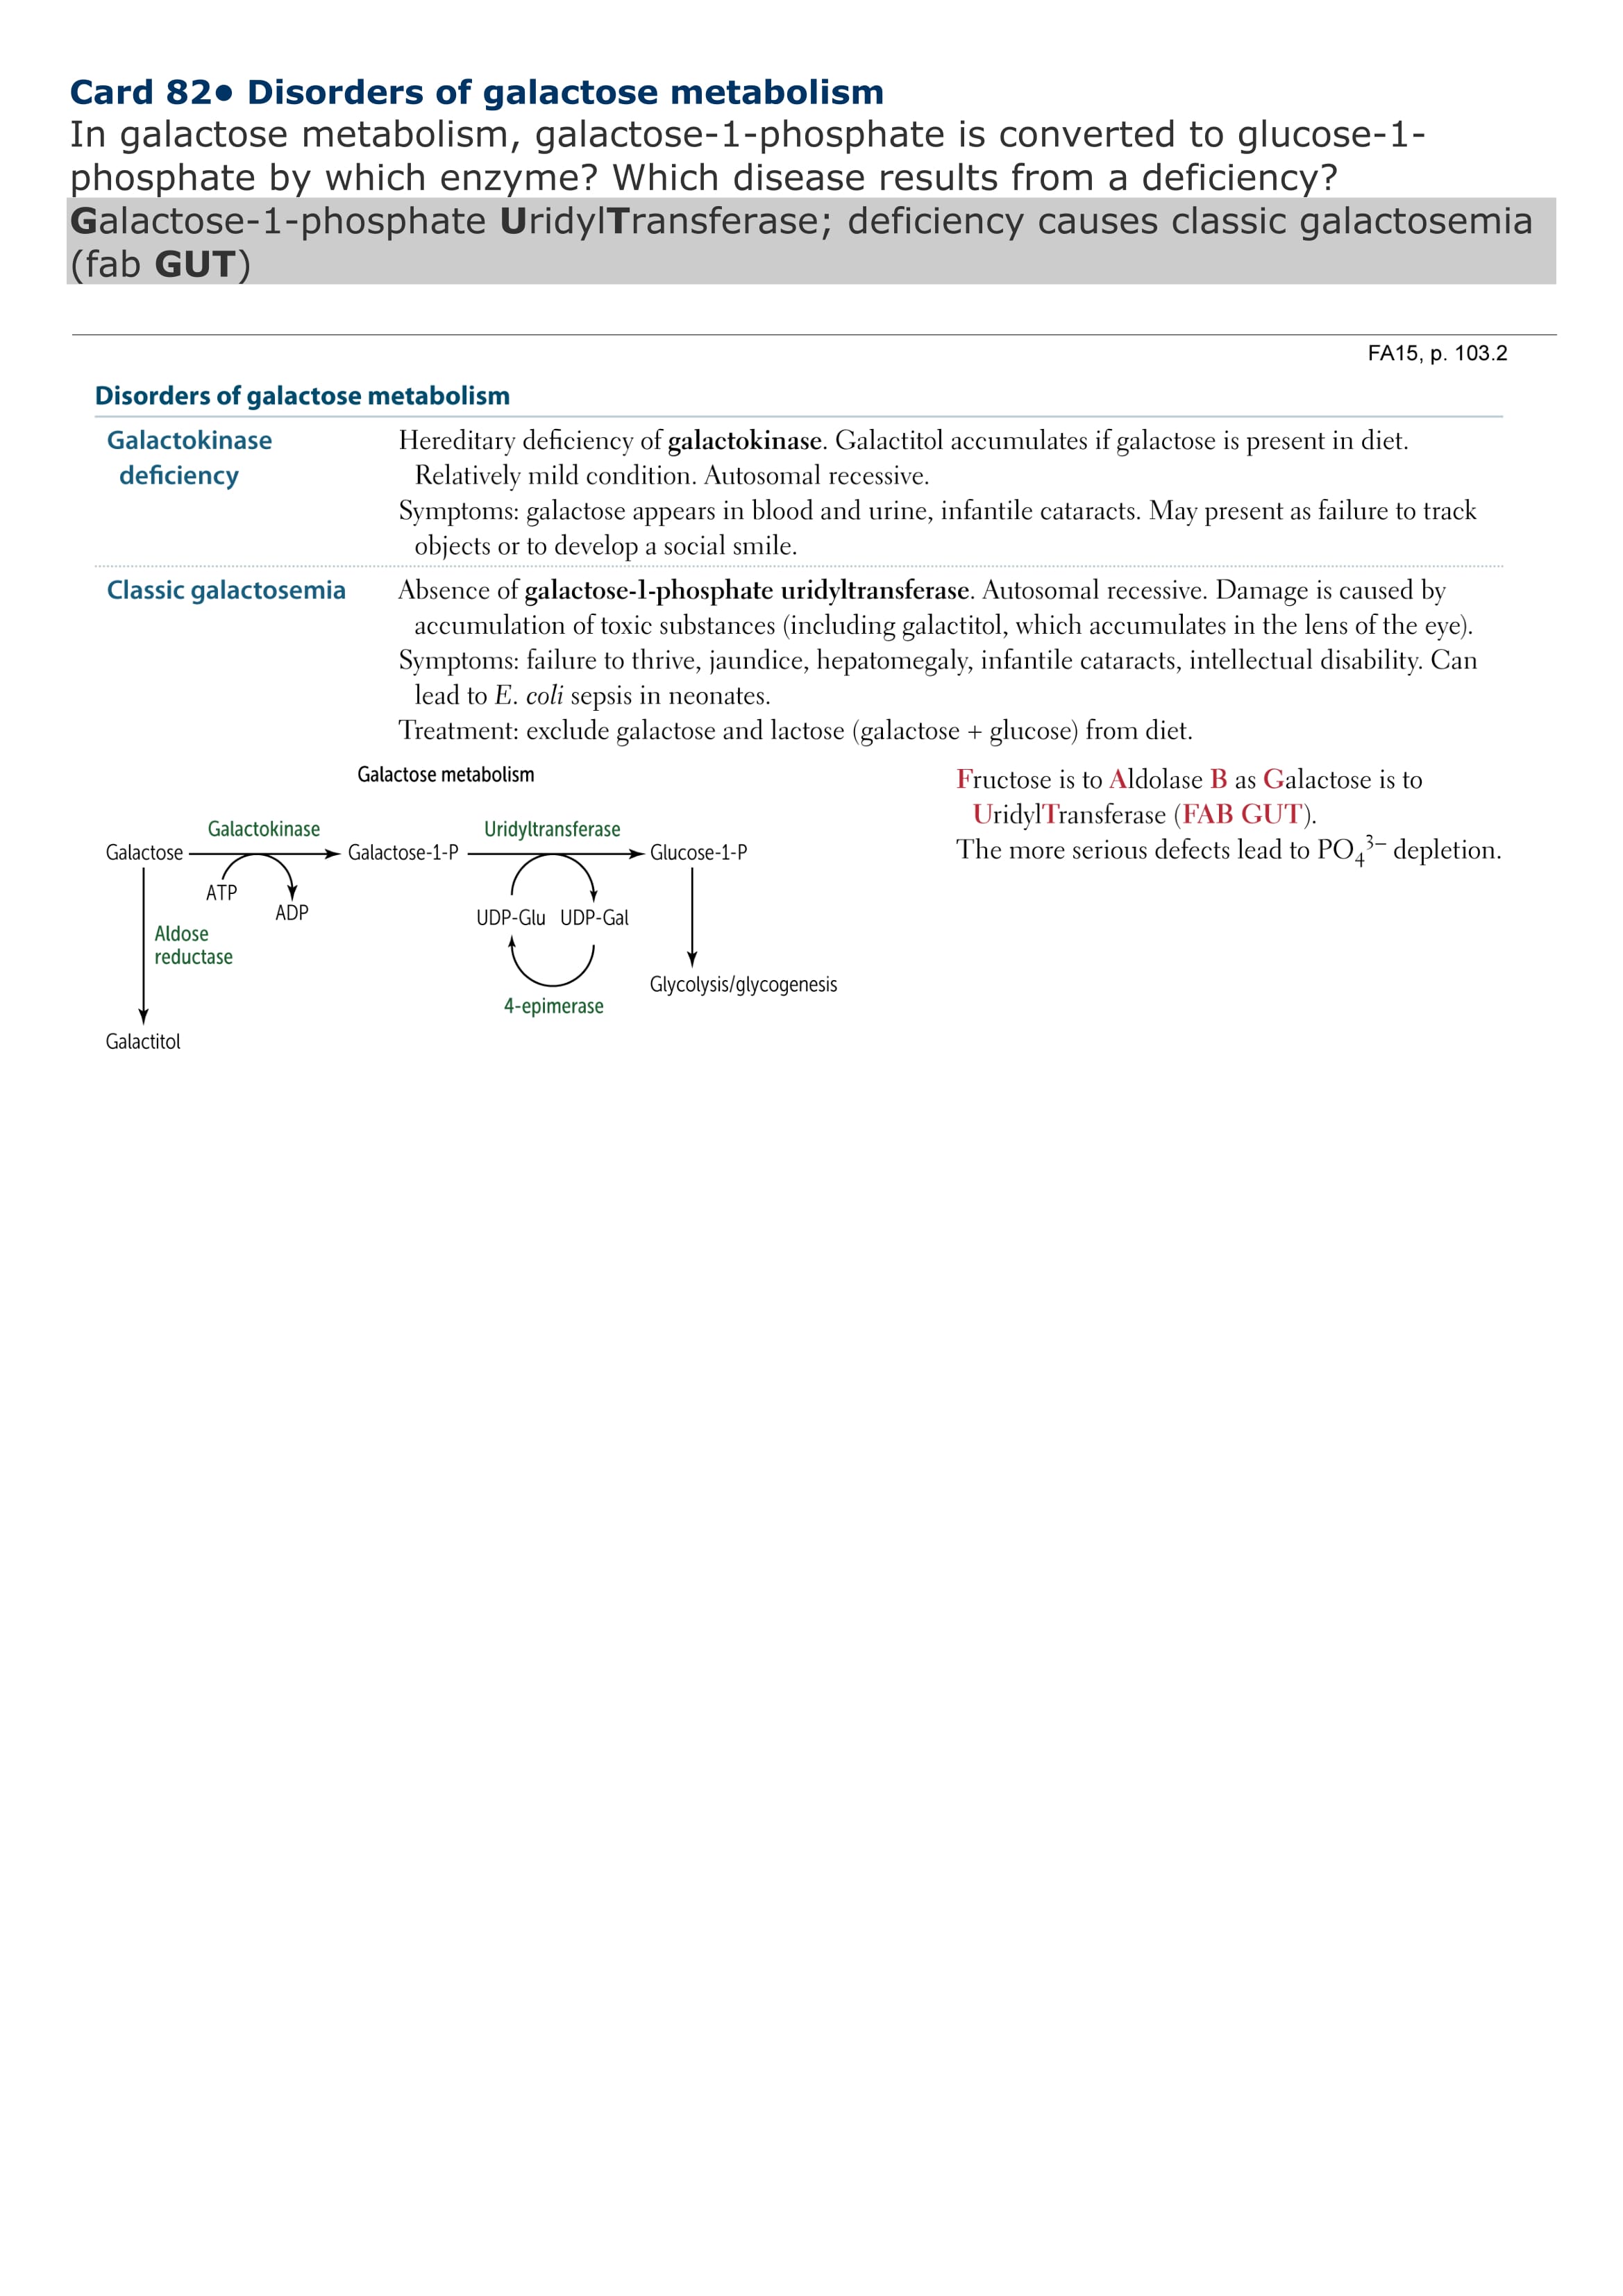 Card 82• Disorders of galactose metabolism
In galactose metabolism, galactose-1-phosphate is converted to glucose-1-
phosphate by which enzyme? Which disease results from a deficiency?
Galactose-1-phosphate UridylTransferase; deficiency causes classic galactosemia
(fab GUT)
FA15, p. 103.2
Disorders of galactose metabolism
Galactokinase
deficiency
Hereditary deficiency of galactokinase. Galactitol accumulates if galactose is present in diet.
Relatively mild condition. Autosomal recessive.
Symptoms: galactose appears in blood and urine, infantile cataracts. May present as failure to track
objects or to develop a social smile.
Classic galactosemia
Absence of galactose-1-phosphate uridyltransferase. Autosomal recessive. Damage is caused by
accumulation of toxic substances (including galactitol, which accumulates in the lens of the eye).
Symptoms: failure to thrive, jaundice, hepatomegaly, infantile cataracts, intellectual disability. Can
lead to E. coli sepsis in neonates.
Treatment: exclude galactose and lactose (galactose + glucose) from diet.
Galactose metabolism
Galactokinase
Uridyltransferase
Galactose
Galactose-1-P
Glucose-1-P
ATP
ADP
UDP-Glu
UDP-Gal
Aldose
reductase
4-epimerase
Glycolysis/glycogenesis
Galactitol
Fructose is to Aldolase B as Galactose is to
UridylTransferase (FAB GUT).
The more serious defects lead to PO₄³⁻ depletion.